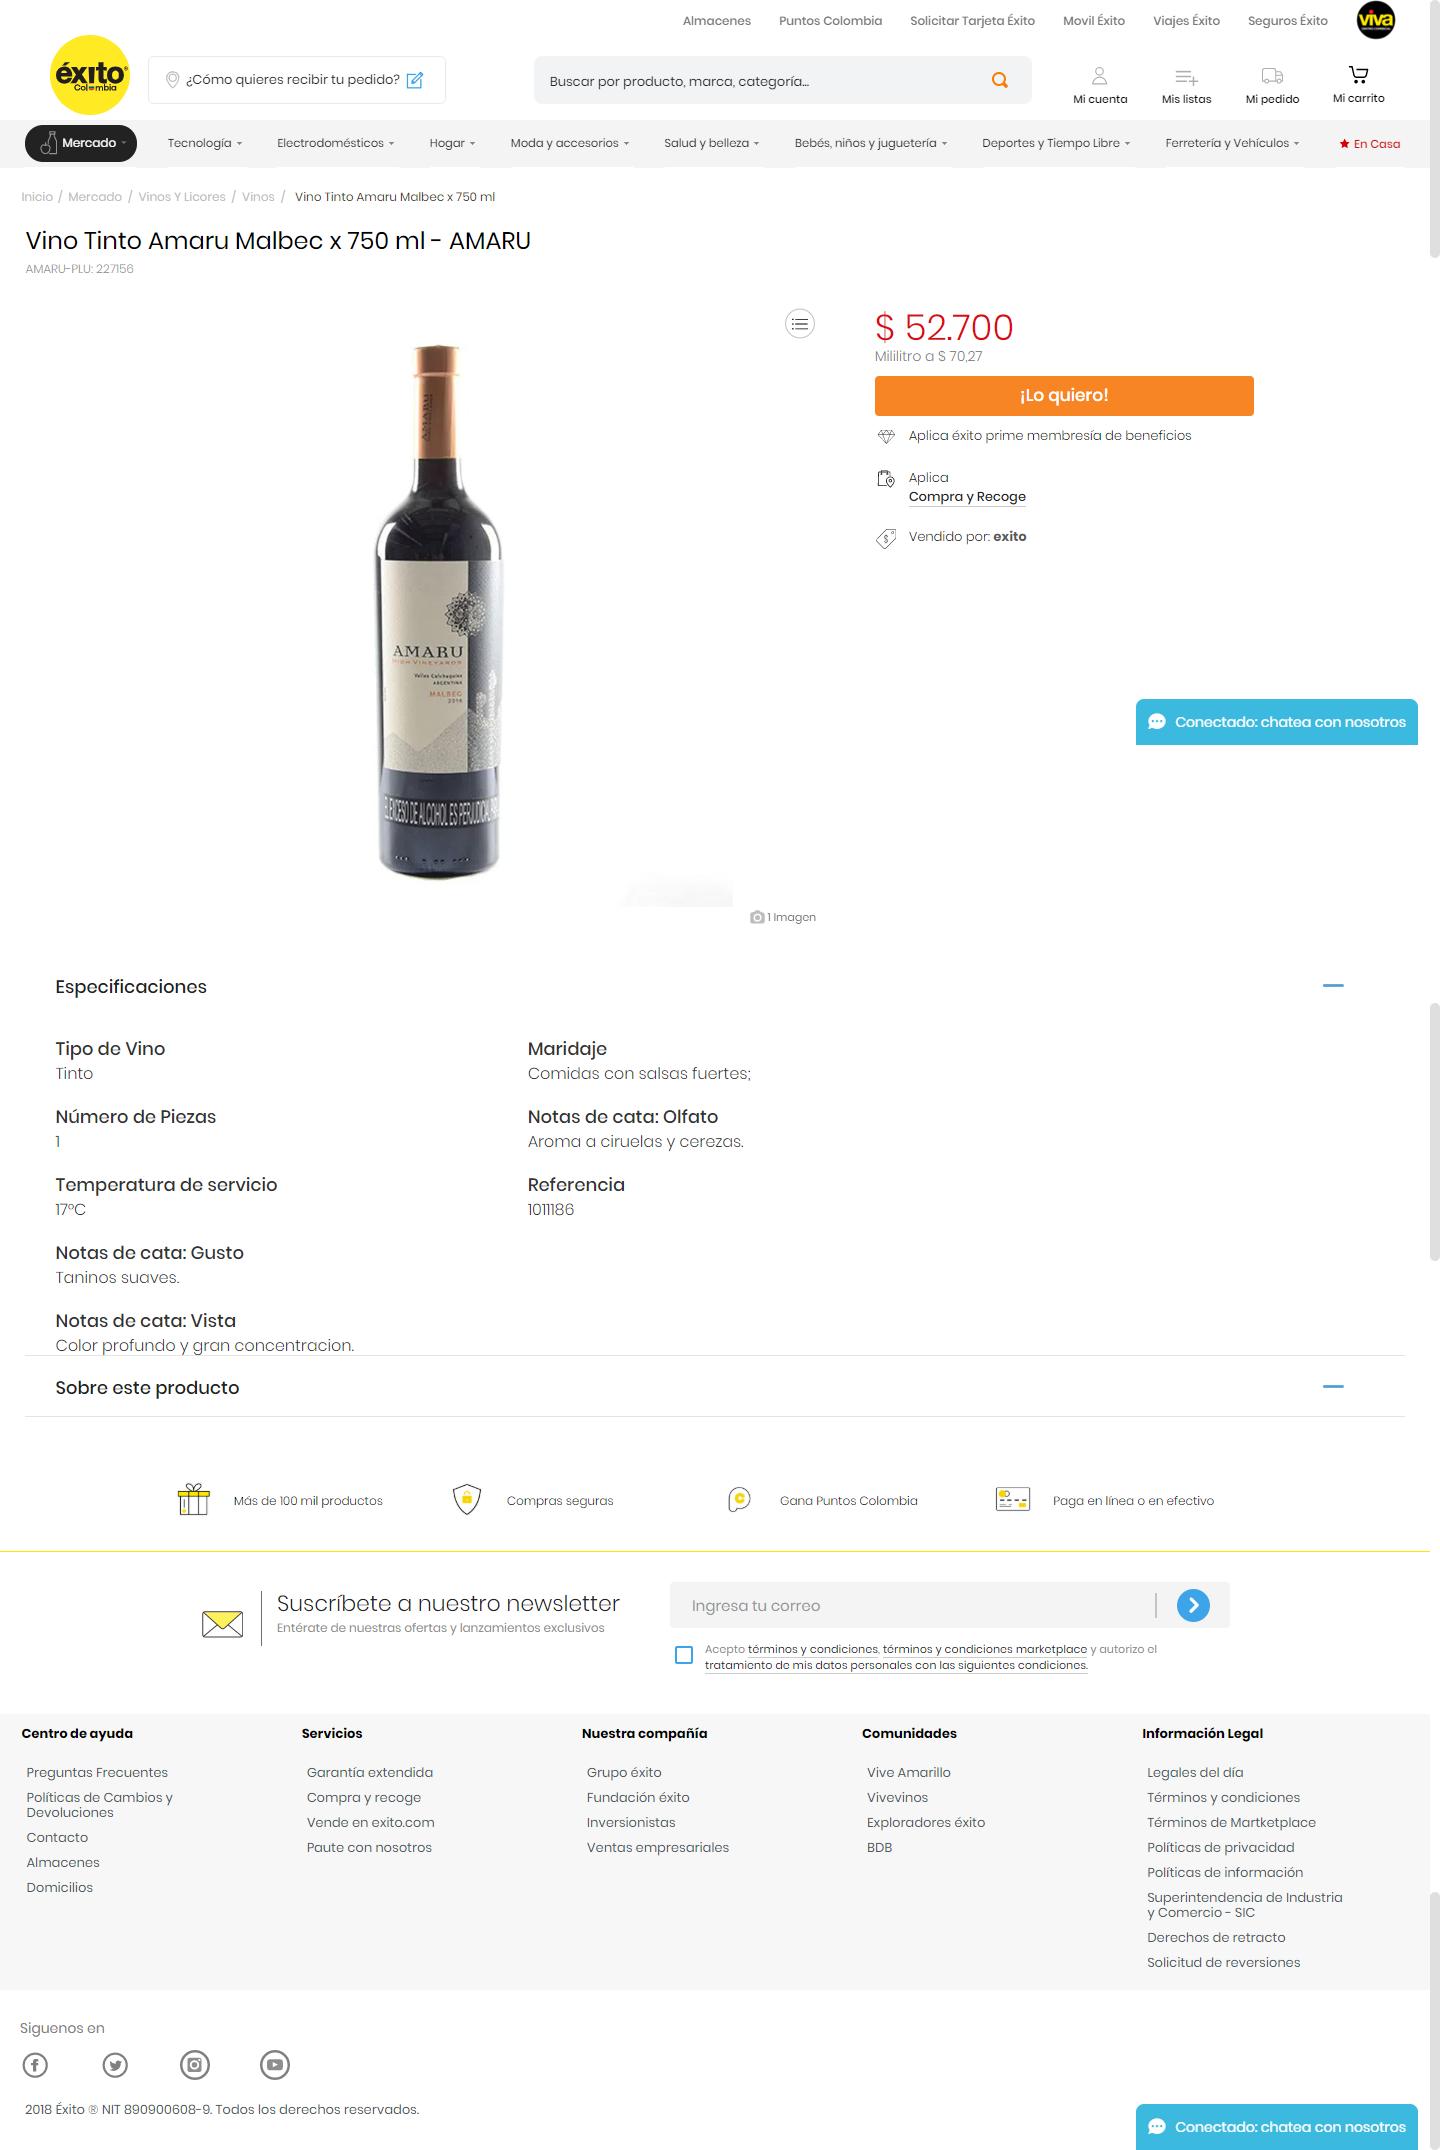 Almacenes Puntos Colombia Solicitar Tarjeta Éxito Movil Éxito Viajes Éxito Seguros Éxito viva
éxito
Colombia
¿Cómo quieres recibir tu pedido?
Buscar por producto, marca, categoría...
Mi cuenta Mis listas Mi pedido Mi carrito
Mercado Tecnología Electrodomésticos Hogar Moda y accesorios Salud y belleza Bebés, niños y juguetería Deportes y Tiempo Libre Ferretería y Vehículos En Casa
Inicio / Mercado / Vinos Y Licores / Vinos / Vino Tinto Amaru Malbec x 750 ml
Vino Tinto Amaru Malbec x 750 ml - AMARU
AMARU-PLU: 227156
$ 52.700
Mililitro a $ 70,27
¡Lo quiero!
Aplica éxito prime membresía de beneficios
Aplica
Compra y Recoge
Vendido por: exito
AMARU
AMARU
HIGH VINEYARDS
Valles Calchaquíes
ARGENTINA
MALBEC
EL EXCESO DE ALCOHOL ES PERJUDICIAL
Conectado: chatea con nosotros
1 Imagen
Especificaciones
Tipo de Vino
Tinto
Número de Piezas
1
Temperatura de servicio
17°C
Notas de cata: Gusto
Taninos suaves.
Notas de cata: Vista
Color profundo y gran concentracion.
Maridaje
Comidas con salsas fuertes;
Notas de cata: Olfato
Aroma a ciruelas y cerezas.
Referencia
1011186
Sobre este producto
Más de 100 mil productos Compras seguras Gana Puntos Colombia Paga en línea o en efectivo
Suscríbete a nuestro newsletter
Entérate de nuestras ofertas y lanzamientos exclusivos
Ingresa tu correo
Acepto términos y condiciones, términos y condiciones marketplace y autorizo el
tratamiento de mis datos personales con las siguientes condiciones.
Centro de ayuda
Preguntas Frecuentes
Políticas de Cambios y
Devoluciones
Contacto
Almacenes
Domicilios
Servicios
Garantía extendida
Compra y recoge
Vende en exito.com
Paute con nosotros
Nuestra compañía
Grupo éxito
Fundación éxito
Inversionistas
Ventas empresariales
Comunidades
Vive Amarillo
Vivevinos
Exploradores éxito
BDB
Información Legal
Legales del día
Términos y condiciones
Términos de Martketplace
Políticas de privacidad
Políticas de información
Superintendencia de Industria
y Comercio - SIC
Derechos de retracto
Solicitud de reversiones
Siguenos en
2018 Éxito ® NIT 890900608-9. Todos los derechos reservados.
Conectado: chatea con nosotros